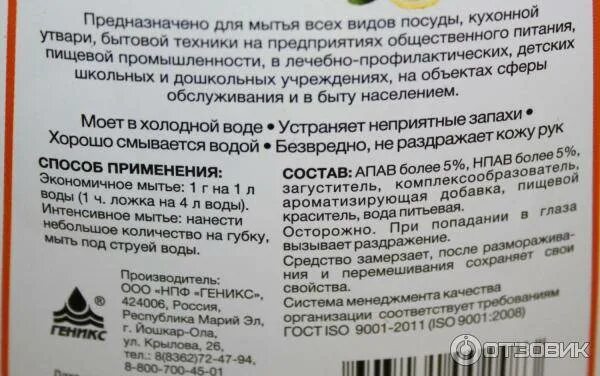 Предназначено для мытья всех видов посуды, кухонной
утвари, бытовой техники на предприятиях общественного питания,
пищевой промышленности, в лечебно-профилактических, детских
школьных и дошкольных учреждениях, на объектах сферы
обслуживания и в быту населением.
Моет в холодной воде • Устраняет неприятные запахи •
Хорошо смывается водой • Безвредно, не раздражает кожу рук
СПОСОБ ПРИМЕНЕНИЯ:
Экономичное мытье: 1 г на 1 л
воды (1 ч. ложка на 4 л воды).
Интенсивное мытье: нанести
небольшое количество на губку,
мыть под струей воды.
СОСТАВ: АПАВ более 5%, НПАВ более 5%,
загуститель, комплексообразователь,
ароматизирующая добавка, пищевой
краситель, вода питьевая.
Осторожно. При попадании в глаза
вызывает раздражение.
Средство замерзает, после разморажива-
ния и перемешивания сохраняет свои
свойства.
Система менеджмента качества
организации соответствует требованиям
ГОСТ ISO 9001-2011 (ISO 9001:2008)
ГЕНИКС
®
Производитель:
ООО «НПФ «ГЕНИКС»,
424006, Россия,
Республика Марий Эл,
г. Йошкар-Ола,
ул. Крылова, 26,
тел.: 8(8362)72-47-94,
8-800-700-45-01
ОТЗОВИК